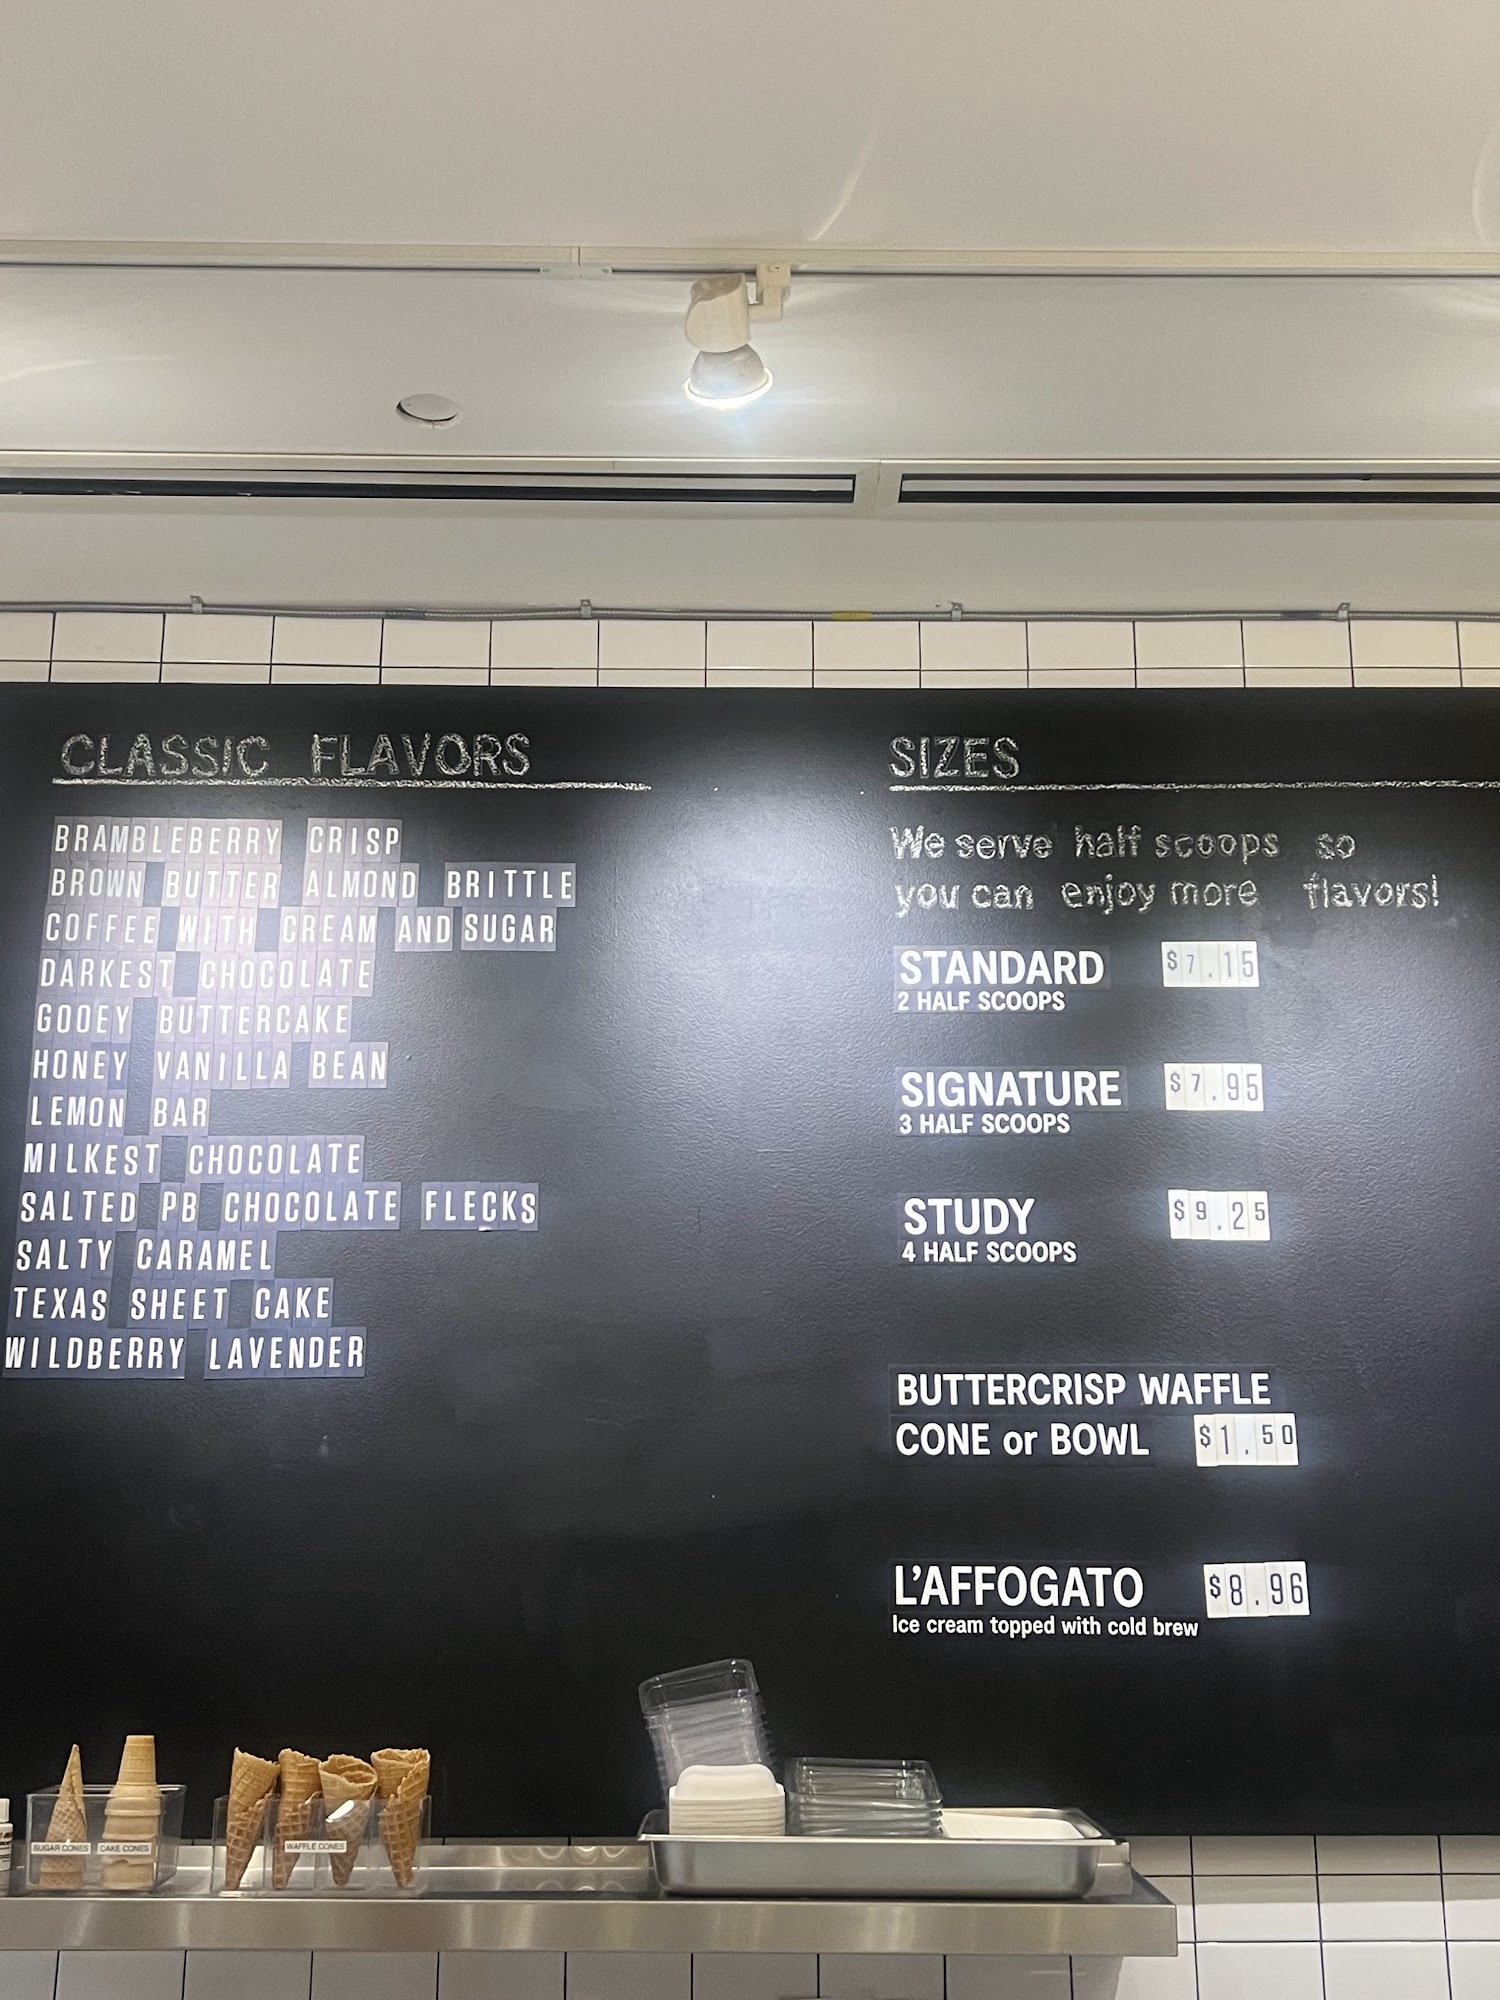 CLASSIC FLAVORS
BRAMBLEBERRY CRISP
BROWN BUTTER ALMOND BRITTLE
COFFEE WITH CREAM AND SUGAR
DARKEST CHOCOLATE
GOOEY BUTTERCAKE
HONEY VANILLA BEAN
LEMON BAR
MILKEST CHOCOLATE
SALTED PB CHOCOLATE FLECKS
SALTY CARAMEL
TEXAS SHEET CAKE
WILDBERRY LAVENDER
SIZES
We serve half scoops so
you can enjoy more flavors!
STANDARD $7.15
2 HALF SCOOPS
SIGNATURE $7.95
3 HALF SCOOPS
STUDY $9.25
4 HALF SCOOPS
BUTTERCRISP WAFFLE
CONE or BOWL $1.50
L'AFFOGATO $8.96
Ice cream topped with cold brew
SUGAR CONES
CAKE CONES
WAFFLE CONES